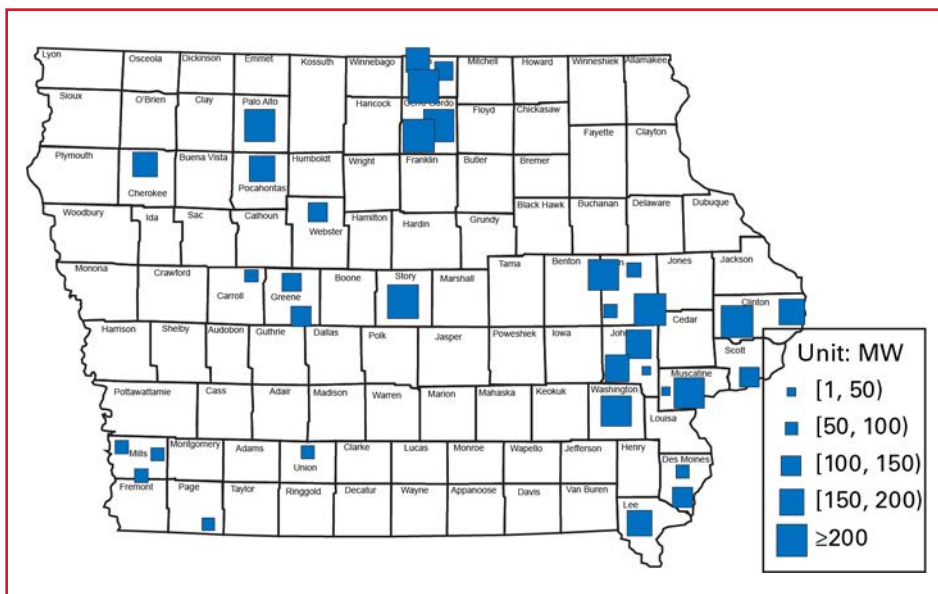 Lyon
Osceola
Dickinson
Emmet
Kossuth
Winnebago
Mitchell
Howard
Winneshiek
Allamakee
Sioux
O'Brien
Clay
Palo Alto
Hancock
Floyd
Chickasaw
Fayette
Clayton
Plymouth
Cherokee
Buena Vista
Pocahontas
Humboldt
Wright
Franklin
Butler
Bremer
Woodbury
Ida
Sac
Calhoun
Webster
Hamilton
Hardin
Grundy
Black Hawk
Buchanan
Delaware
Dubuque
Monona
Crawford
Carroll
Greene
Boone
Story
Marshall
Tama
Benton
Jones
Jackson
Clinton
Harrison
Shelby
Audobon
Guthrie
Dallas
Polk
Jasper
Poweshiek
Iowa
Cedar
Scott
Pottawattamie
Cass
Adair
Madison
Warren
Marion
Mahaska
Keokuk
Washington
Muscatine
Louisa
Mills
Montgomery
Adams
Union
Clarke
Lucas
Monroe
Wapello
Jefferson
Henry
Des Moines
Fremont
Page
Taylor
Ringgold
Decatur
Wayne
Appanoose
Davis
Van Buren
Lee
Unit: MW
[1, 50)
[50, 100)
[100, 150)
[150, 200)
≥200